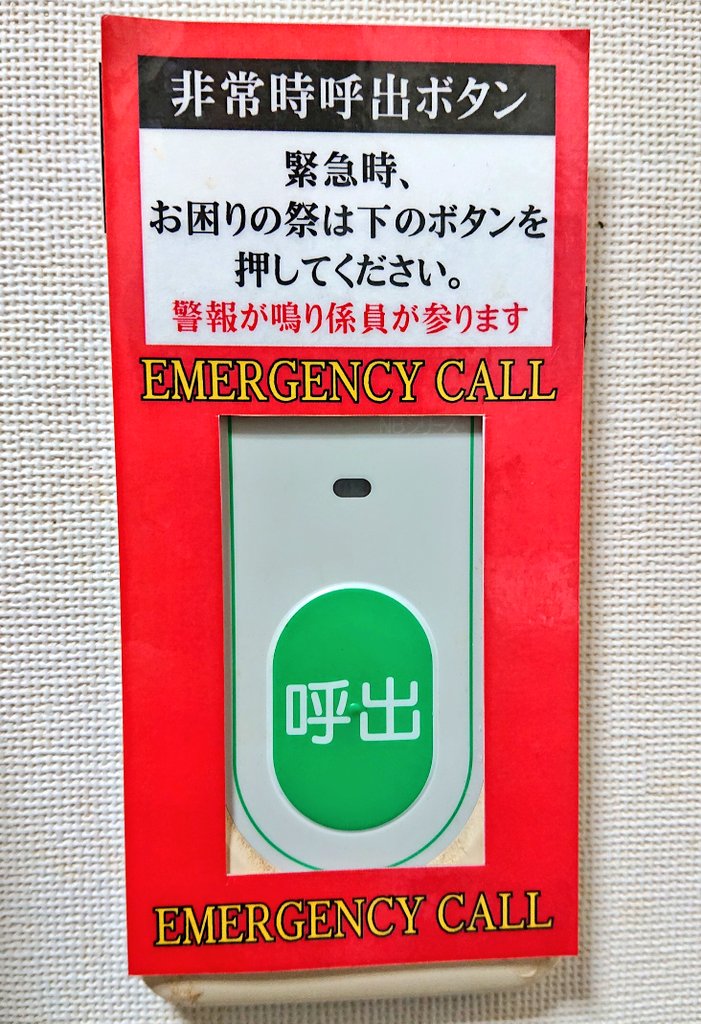 非常時呼出ボタン
緊急時、
お困りの祭は下のボタンを
押してください。
警報が鳴り係員が参ります
EMERGENCY CALL
呼出
EMERGENCY CALL